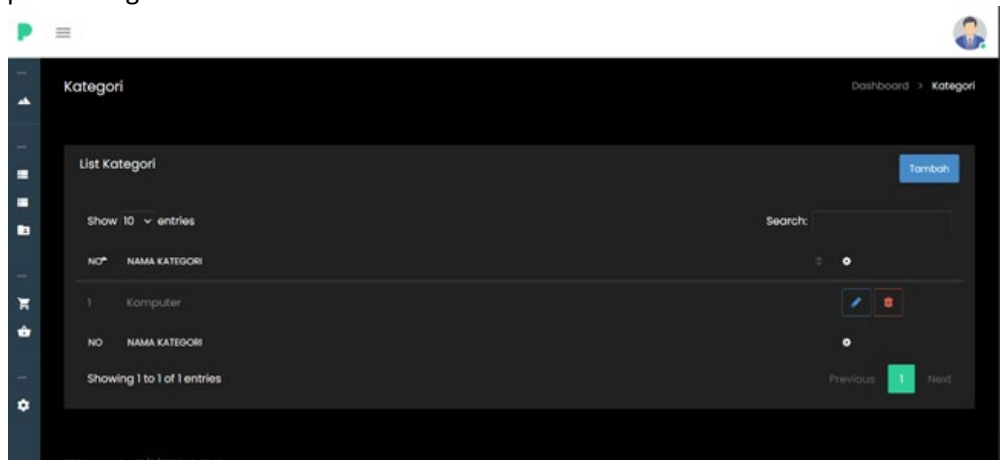 Kategori
Dashboard > Kategori
List Kategori
Tambah
Show 10 entries
Search:
NO NAMA KATEGORI
1 Komputer
NO NAMA KATEGORI
Showing 1 to 1 of 1 entries
Previous 1 Next